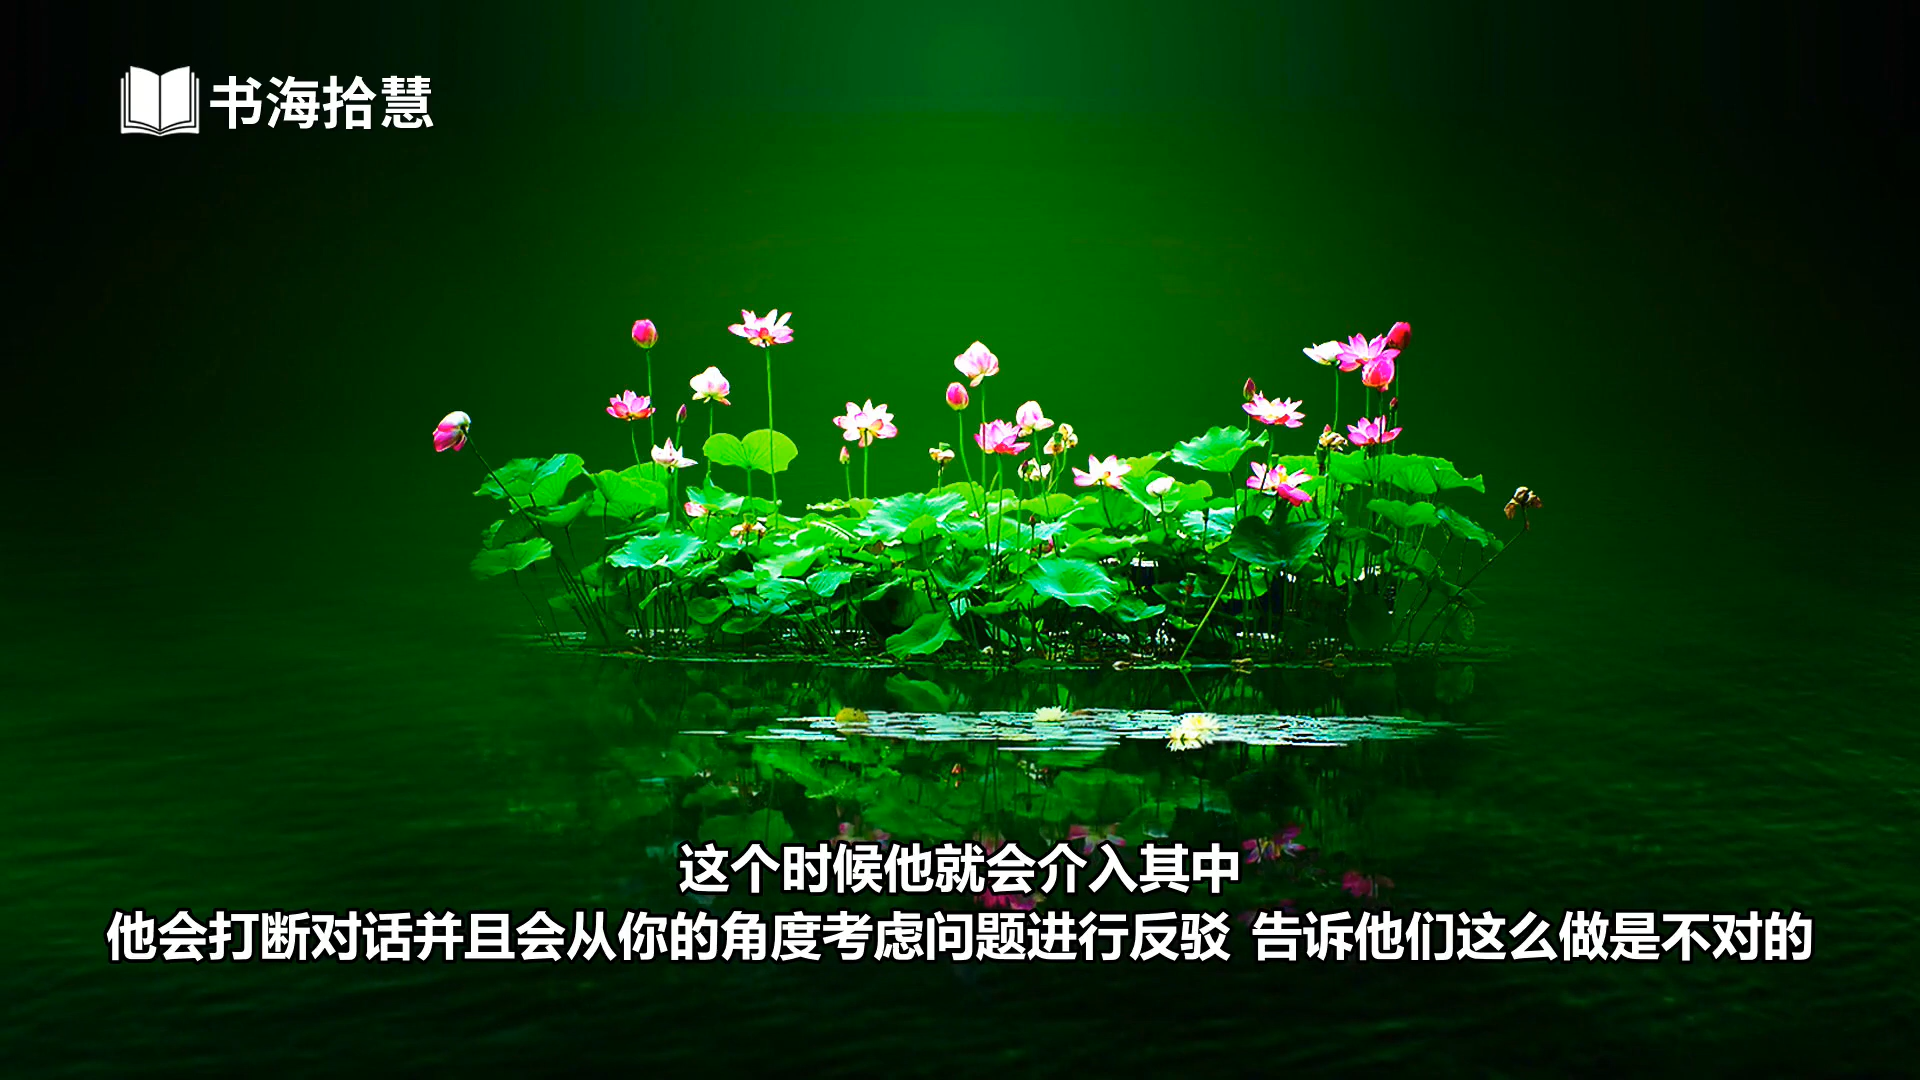 书海拾慧
这个时候他就会介入其中
他会打断对话并且会从你的角度考虑问题进行反驳 告诉他们这么做是不对的